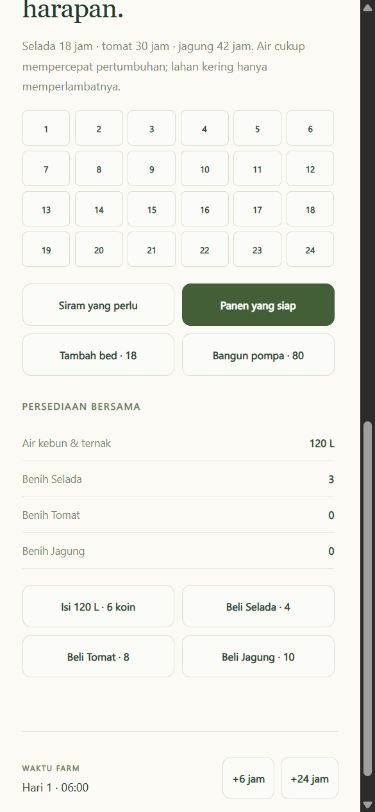 harapan.
Selada 18 jam · tomat 30 jam · jagung 42 jam. Air cukup
mempercepat pertumbuhan; lahan kering hanya
memperlambatnya.
1 2 3 4 5 6
7 8 9 10 11 12
13 14 15 16 17 18
19 20 21 22 23 24
Siram yang perlu Panen yang siap
Tambah bed · 18 Bangun pompa · 80
PERSEDIAAN BERSAMA
Air kebun & ternak 120 L
Benih Selada 3
Benih Tomat 0
Benih Jagung 0
Isi 120 L · 6 koin Beli Selada · 4
Beli Tomat · 8 Beli Jagung · 10
WAKTU FARM
Hari 1 · 06:00 +6 jam +24 jam